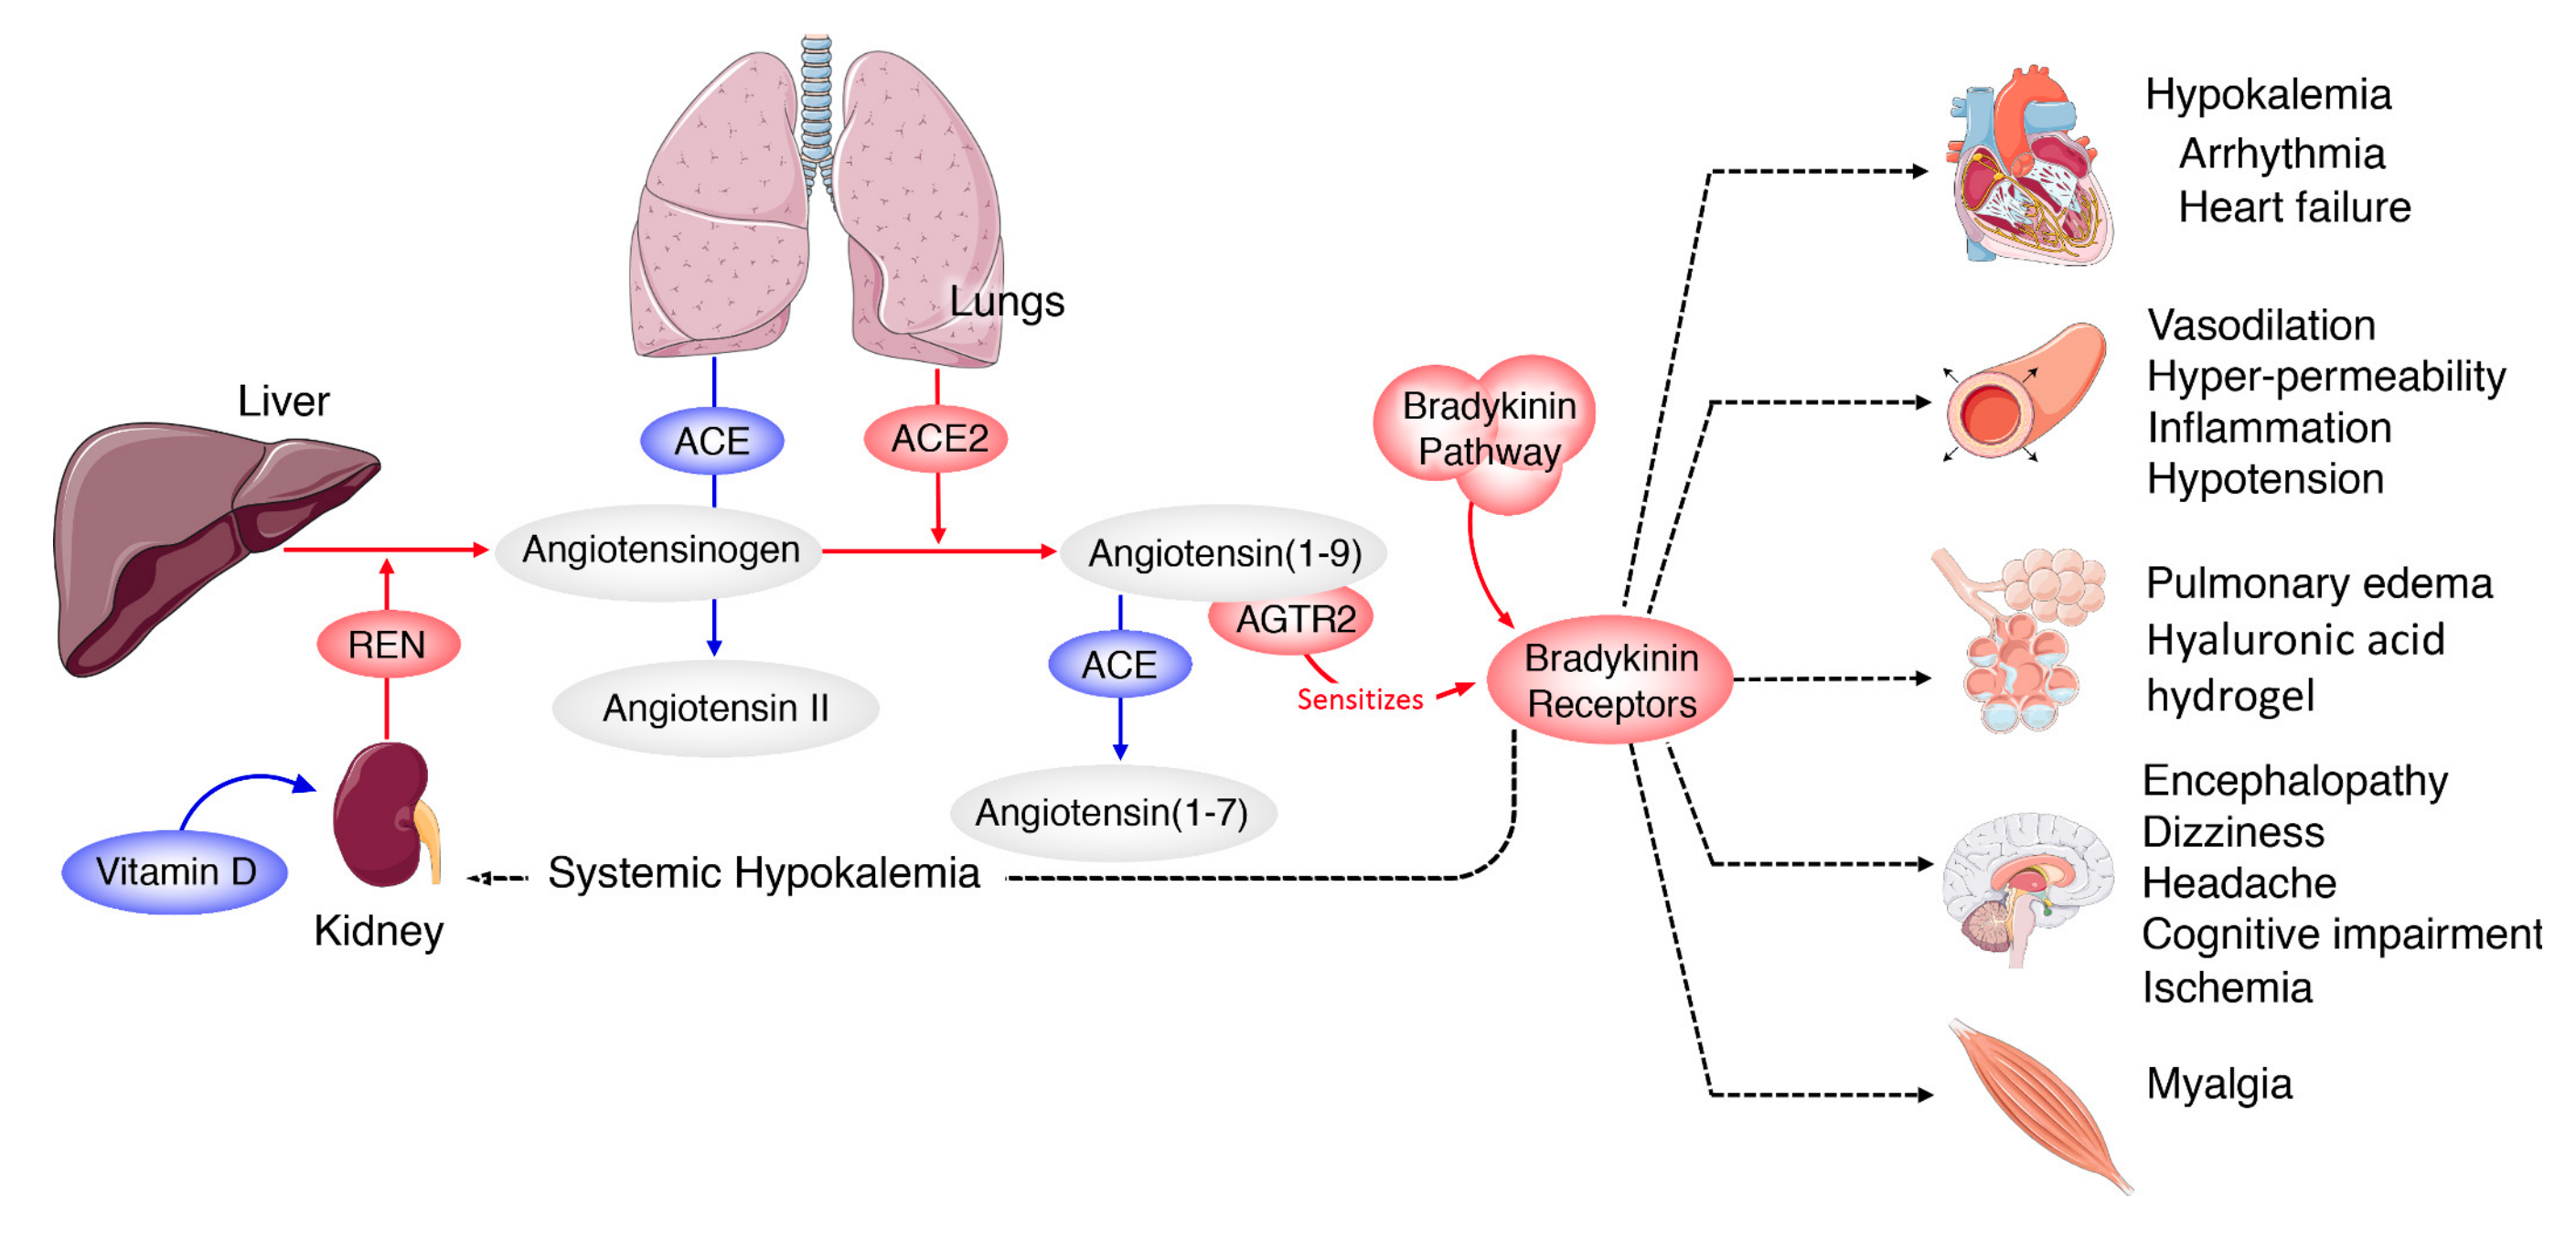 Lungs
Liver
ACE
ACE2
Angiotensinogen
Angiotensin(1-9)
REN
AGTR2
Angiotensin II
ACE
Sensitizes
Angiotensin(1-7)
Vitamin D
Kidney
Systemic Hypokalemia
Bradykinin
Pathway
Bradykinin
Receptors
Hypokalemia
Arrhythmia
Heart failure
Vasodilation
Hyper-permeability
Inflammation
Hypotension
Pulmonary edema
Hyaluronic acid
hydrogel
Encephalopathy
Dizziness
Headache
Cognitive impairment
Ischemia
Myalgia